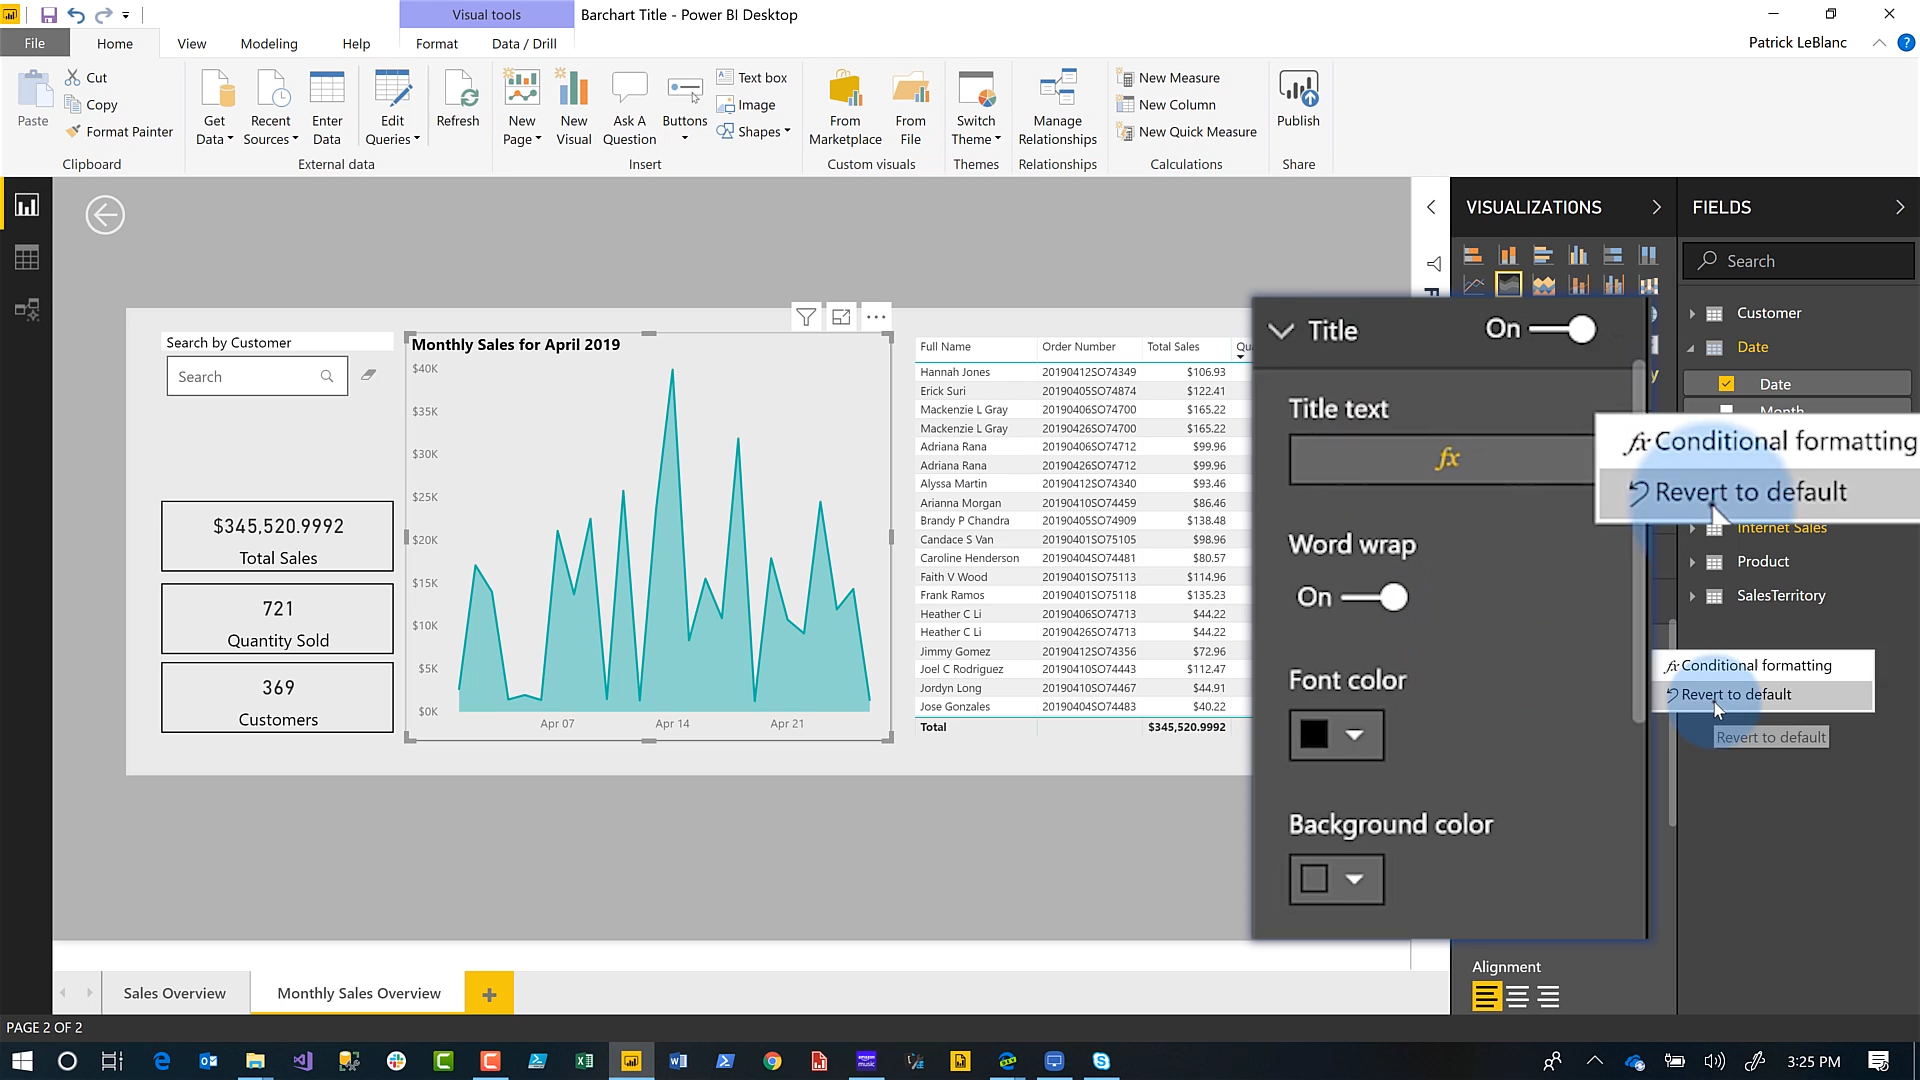 Visual tools
Barchart Title - Power BI Desktop
File
Home
View
Modeling
Help
Format
Data / Drill
Patrick LeBlanc
?
Paste
Cut
Copy
Format Painter
Clipboard
Get Data
Recent Sources
Enter Data
Edit Queries
External data
Refresh
New Page
New Visual
Ask A Question
Buttons
Text box
Image
Shapes
Insert
From Marketplace
From File
Custom visuals
Switch Theme
Themes
Manage Relationships
Relationships
New Measure
New Column
New Quick Measure
Calculations
Publish
Share
Search by Customer
Search
$345,520.9992
Total Sales
721
Quantity Sold
369
Customers
Monthly Sales for April 2019
$40K
$35K
$30K
$25K
$20K
$15K
$10K
$5K
$0K
Apr 07
Apr 14
Apr 21
Full Name Order Number Total Sales Qu
Hannah Jones 20190412SO74349 $106.93
Erick Suri 20190405SO74874 $122.41
Mackenzie L Gray 20190406SO74700 $165.22
Mackenzie L Gray 20190426SO74700 $165.22
Adriana Rana 20190406SO74712 $99.96
Adriana Rana 20190426SO74712 $99.96
Alyssa Martin 20190412SO74340 $93.46
Arianna Morgan 20190410SO74459 $86.46
Brandy P Chandra 20190405SO74909 $138.48
Candace S Van 20190401SO75105 $98.96
Caroline Henderson 20190404SO74481 $80.57
Faith V Wood 20190401SO75113 $114.96
Frank Ramos 20190401SO75118 $135.23
Heather C Li 20190406SO74713 $44.22
Heather C Li 20190426SO74713 $44.22
Jimmy Gomez 20190412SO74356 $72.96
Joel C Rodriguez 20190410SO74443 $112.47
Jordyn Long 20190410SO74467 $44.91
Jose Gonzales 20190404SO74483 $40.22
Total $345,520.9992
VISUALIZATIONS
FIELDS
Search
Customer
Date
Date
Month
Internet Sales
Product
SalesTerritory
Title
On
Title text
fx
Word wrap
On
Font color
Background color
fx Conditional formatting
Revert to default
fx Conditional formatting
Revert to default
Revert to default
Alignment
Sales Overview
Monthly Sales Overview
PAGE 2 OF 2
3:25 PM